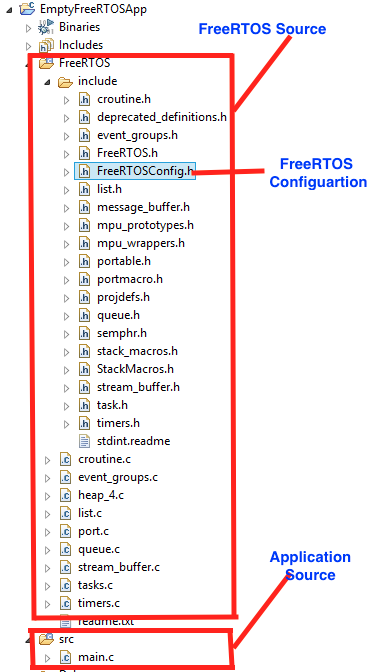 EmptyFreeRTOSApp
Binaries
Includes
FreeRTOS Source
FreeRTOS
include
croutine.h
deprecated_definitions.h
event_groups.h
FreeRTOS.h
FreeRTOSConfig.h
FreeRTOS
Configuartion
list.h
message_buffer.h
mpu_prototypes.h
mpu_wrappers.h
portable.h
portmacro.h
projdefs.h
queue.h
semphr.h
stack_macros.h
StackMacros.h
stream_buffer.h
task.h
timers.h
stdint.readme
croutine.c
event_groups.c
heap_4.c
list.c
port.c
queue.c
stream_buffer.c
tasks.c
timers.c
readme.txt
Application
Source
src
main.c